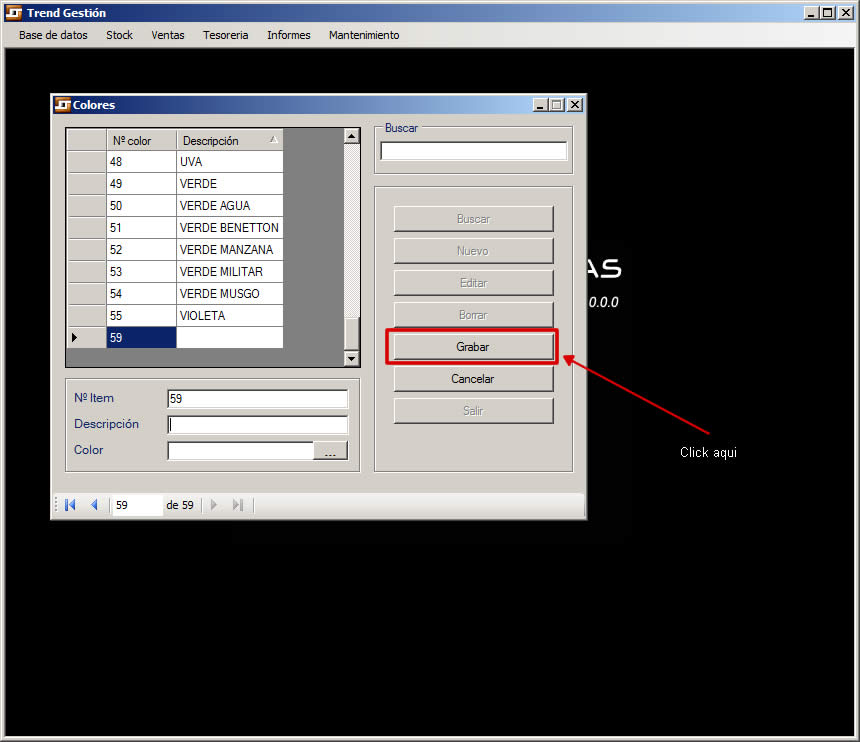 Trend Gestión
Base de datos Stock Ventas Tesoreria Informes Mantenimiento
Colores
Nº color Descripción
48 UVA
49 VERDE
50 VERDE AGUA
51 VERDE BENETTON
52 VERDE MANZANA
53 VERDE MILITAR
54 VERDE MUSGO
55 VIOLETA
59
Nº Item 59
Descripción
Color ...
59 de 59
Buscar
Buscar
Nuevo
Editar
Borrar
Grabar
Cancelar
Salir
AS
0.0.0
Click aqui